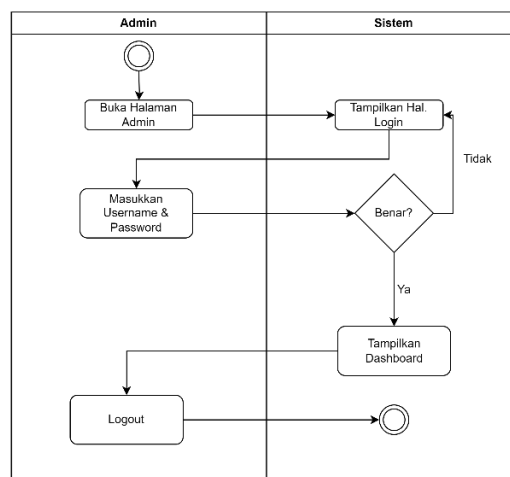 Admin
Sistem
Buka Halaman
Admin
Tampilkan Hal.
Login
Tidak
Masukkan
Username &
Password
Benar?
Ya
Tampilkan
Dashboard
Logout